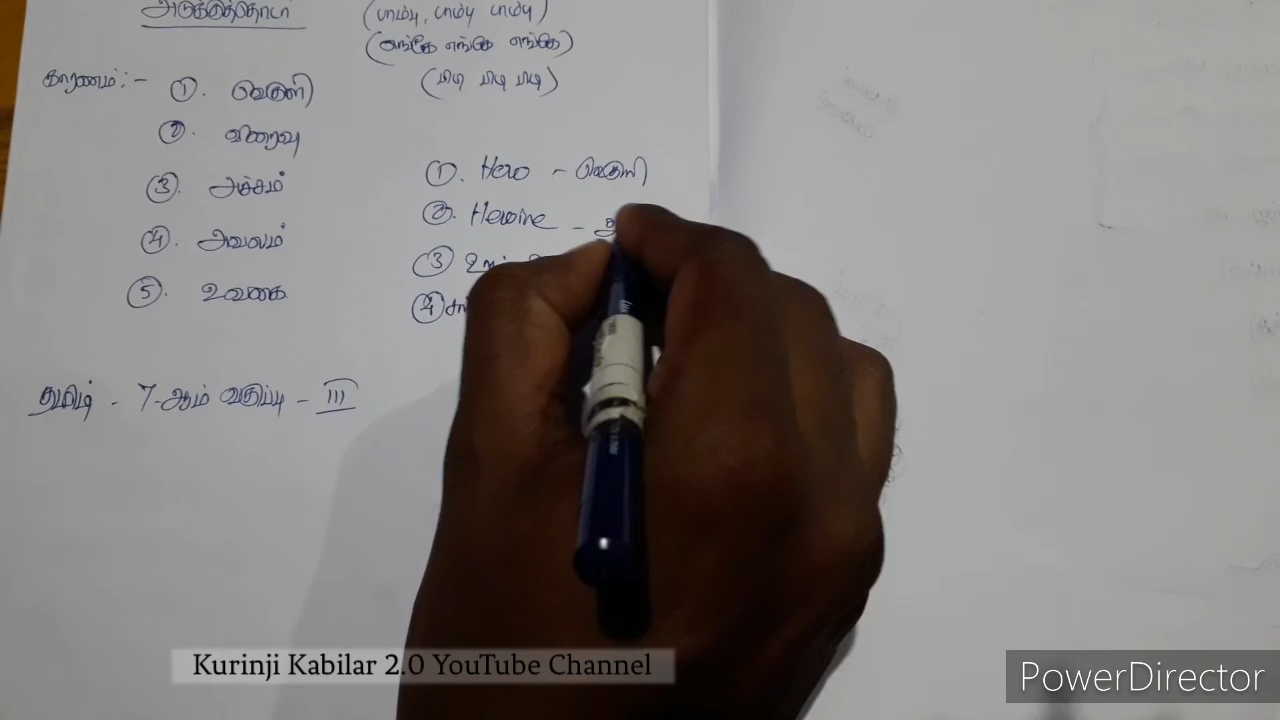 அடுக்குத்தொடர்
(பாம்பு, பாம்பு பாம்பு)
(எங்கே எங்கே எங்கே)
(பிடி பிடி பிடி)
காரணம் :-
①. வெகுளி
②. விரைவு
③. அச்சம்
④. அவலம்
⑤. உவகை
①. Hero - வெகுளி
②. Heroine -
③
④
தமிழ் - 7-ஆம் வகுப்பு - III
Kurinji Kabilar 2.0 YouTube Channel
PowerDirector